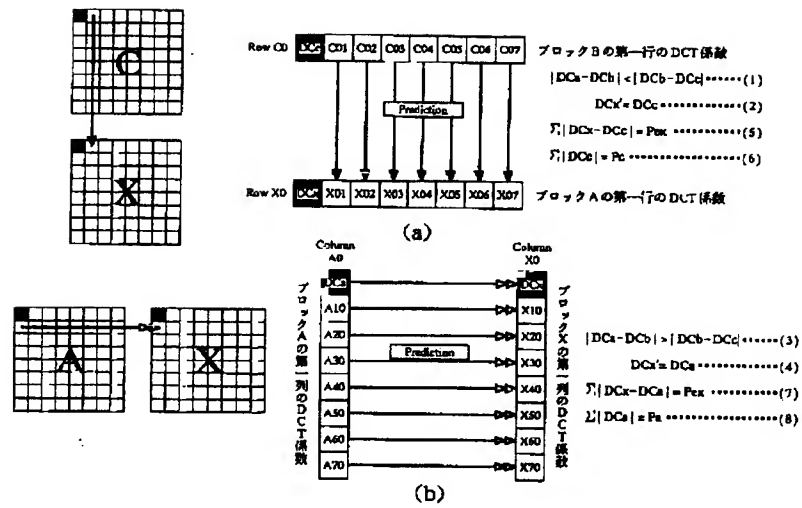 C
X
Row C0 DCc C01 C02 C03 C04 C05 C06 C07
ブロックBの第一行のDCT係数
|DCa-DCb| < |DCb-DCc| ……(1)
Prediction
DCx'= DCc ……(2)
Σ|DCx-DCc| = Pcx ……(5)
Σ|DCc| = Pc ……(6)
Row X0 X01 X02 X03 X04 X05 X06 X07
ブロックAの第一行のDCT係数
(a)
Column A0
Column X0
A
X
ブロックAの第一列のDCT係数
DCa
A10
A20
A30
A40
A50
A60
A70
Prediction
DCx
X10
X20
X30
X40
X50
X60
X70
ブロックXの第一列のDCT係数
|DCa-DCb| > |DCb-DCc| ……(3)
DCx'= DCa ……(4)
Σ|DCx-DCa| = Pcx ……(7)
Σ|DCa| = Pa ……(8)
(b)